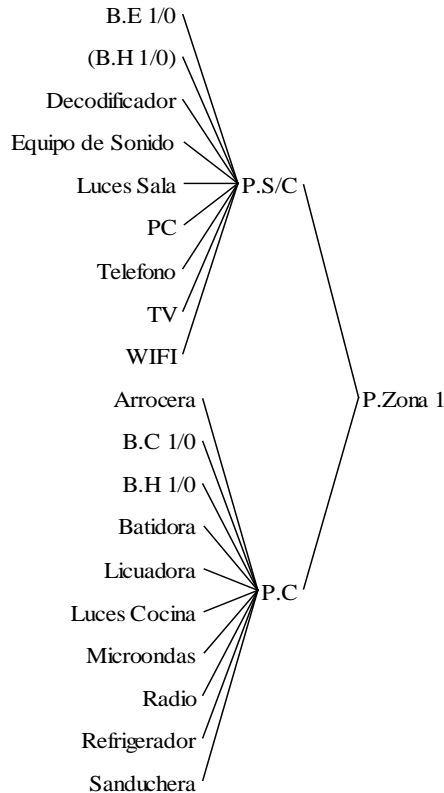 B.E 1/0
(B.H 1/0)
Decodificador
Equipo de Sonido
Luces Sala
PC
Telefono
TV
WIFI
P.S/C
Arrocera
B.C 1/0
B.H 1/0
Batidora
Licuadora
Luces Cocina
Microondas
Radio
Refrigerador
Sanduchera
P.C
P.Zona 1